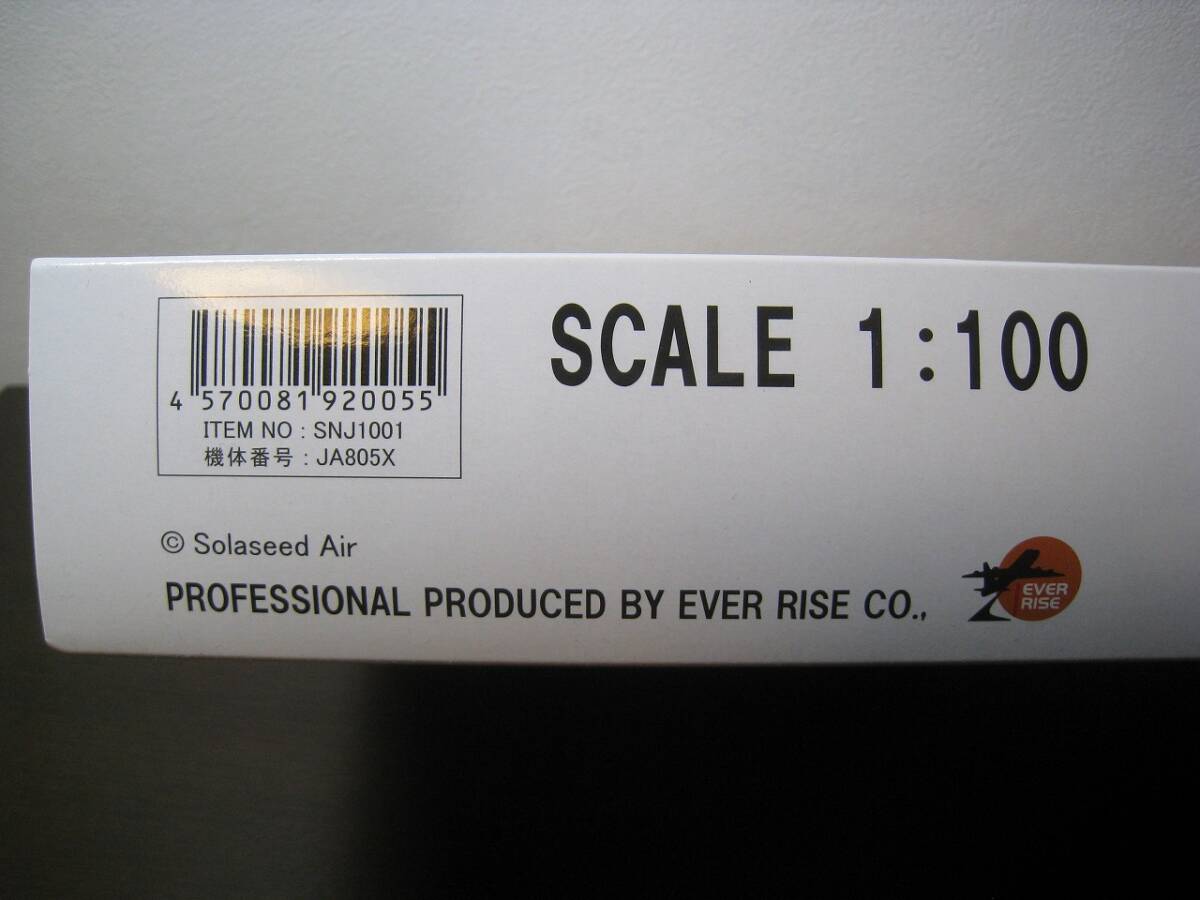 4 570081 920055
ITEM NO : SNJ1001
機体番号 : JA805X
SCALE 1:100
© Solaseed Air
PROFESSIONAL PRODUCED BY EVER RISE CO.,
EVER
RISE